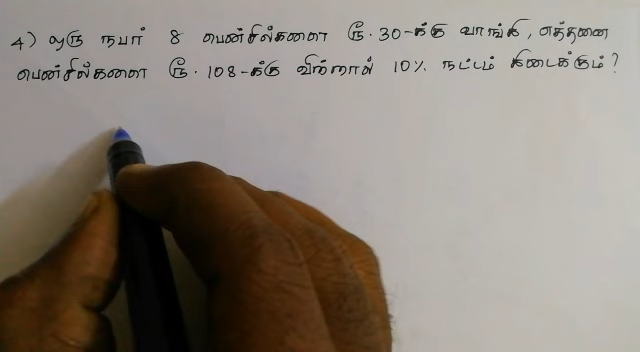 4) ஒரு நபர் 8 பென்சில்களை ரூ. 30-க்கு வாங்கி, எத்தனை
பென்சில்களை ரூ. 108-க்கு விற்றால் 10% நட்டம் கிடைக்கும்?